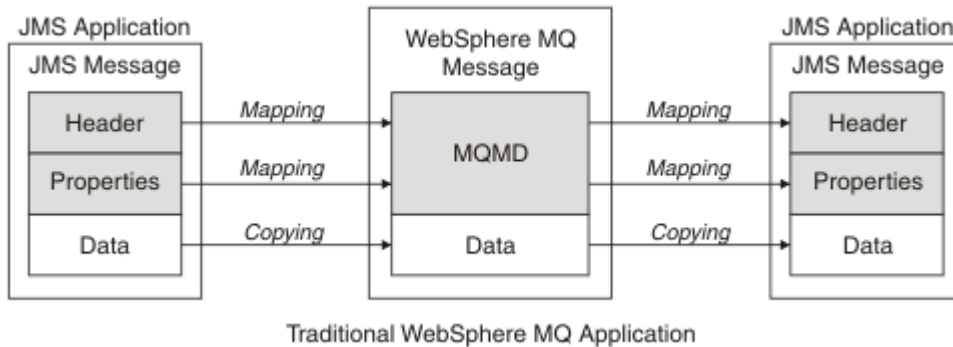 JMS Application
JMS Message
Header
Properties
Data
Mapping
Mapping
Copying
WebSphere MQ
Message
MQMD
Data
Mapping
Mapping
Copying
JMS Application
JMS Message
Header
Properties
Data
Traditional WebSphere MQ Application